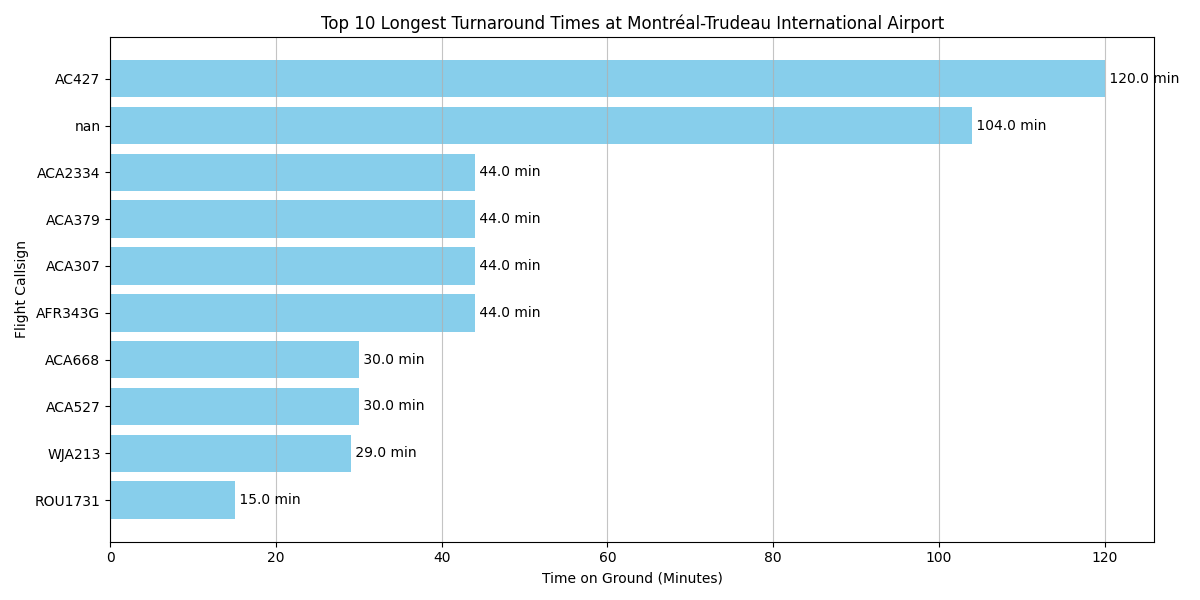 Top 10 Longest Turnaround Times at Montréal-Trudeau International Airport
Flight Callsign
AC427 120.0 min
nan 104.0 min
ACA2334 44.0 min
ACA379 44.0 min
ACA307 44.0 min
AFR343G 44.0 min
ACA668 30.0 min
ACA527 30.0 min
WJA213 29.0 min
ROU1731 15.0 min
0 20 40 60 80 100 120
Time on Ground (Minutes)